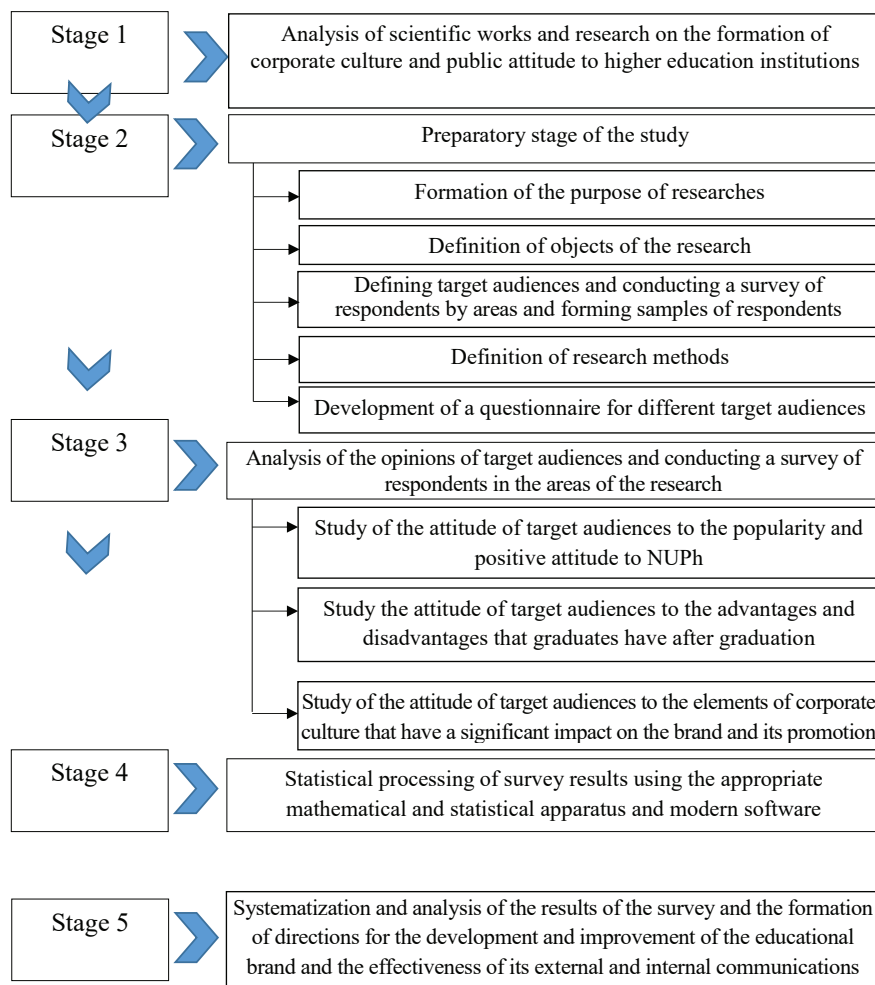 Stage 1
Analysis of scientific works and research on the formation of
corporate culture and public attitude to higher education institutions
Stage 2
Preparatory stage of the study
Formation of the purpose of researches
Definition of objects of the research
Defining target audiences and conducting a survey of
respondents by areas and forming samples of respondents
Definition of research methods
Development of a questionnaire for different target audiences
Stage 3
Analysis of the opinions of target audiences and conducting a survey of
respondents in the areas of the research
Study of the attitude of target audiences to the popularity and
positive attitude to NUPh
Study the attitude of target audiences to the advantages and
disadvantages that graduates have after graduation
Study of the attitude of target audiences to the elements of corporate
culture that have a significant impact on the brand and its promotion
Stage 4
Statistical processing of survey results using the appropriate
mathematical and statistical apparatus and modern software
Stage 5
Systematization and analysis of the results of the survey and the formation
of directions for the development and improvement of the educational
brand and the effectiveness of its external and internal communications